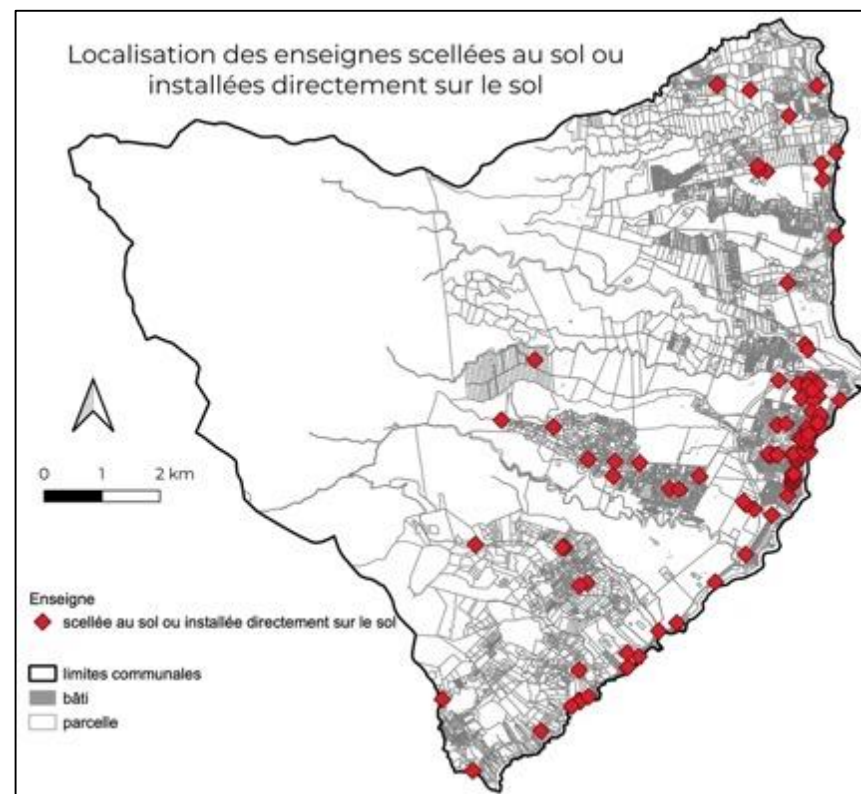 Localisation des enseignes scellées au sol ou
installées directement sur le sol
0 1 2 km
Enseigne
scellée au sol ou installée directement sur le sol
limites communales
bâti
parcelle